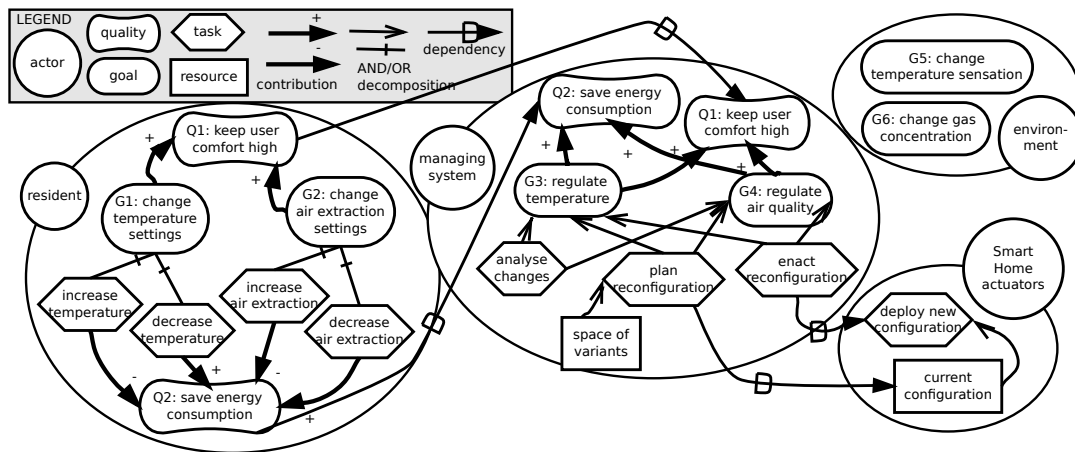 LEGEND
actor
quality
goal
task
resource
+
-
contribution
AND/OR
decomposition
dependency
resident
Q1: keep user
comfort high
+
+
G1: change
temperature
settings
G2: change
air extraction
settings
increase
temperature
decrease
temperature
increase
air extraction
decrease
air extraction
-
+
-
+
Q2: save energy
consumption
managing
system
Q2: save energy
consumption
Q1: keep user
comfort high
+
+
+
+
G3: regulate
temperature
G4: regulate
air quality
analyse
changes
plan
reconfiguration
enact
reconfiguration
space of
variants
G5: change
temperature sensation
G6: change gas
concentration
environ-
ment
Smart
Home
actuators
deploy new
configuration
current
configuration